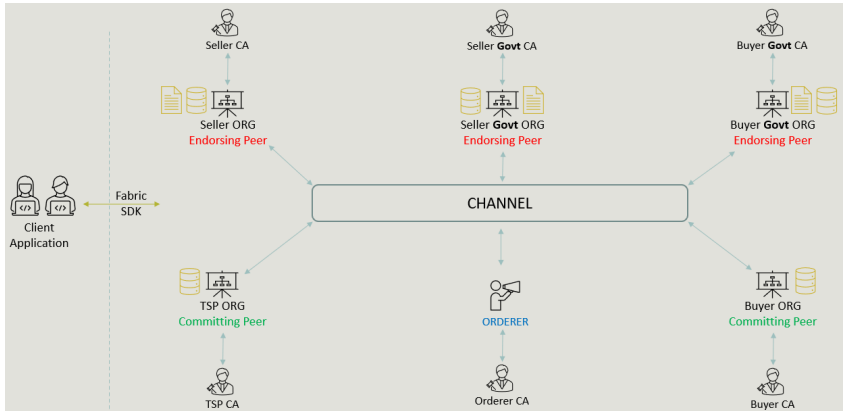 Seller CA
Seller Govt CA
Buyer Govt CA
Seller ORG
Endorsing Peer
Seller Govt ORG
Endorsing Peer
Buyer Govt ORG
Endorsing Peer
Client
Application
Fabric
SDK
CHANNEL
TSP ORG
Committing Peer
ORDERER
Buyer ORG
Committing Peer
TSP CA
Orderer CA
Buyer CA